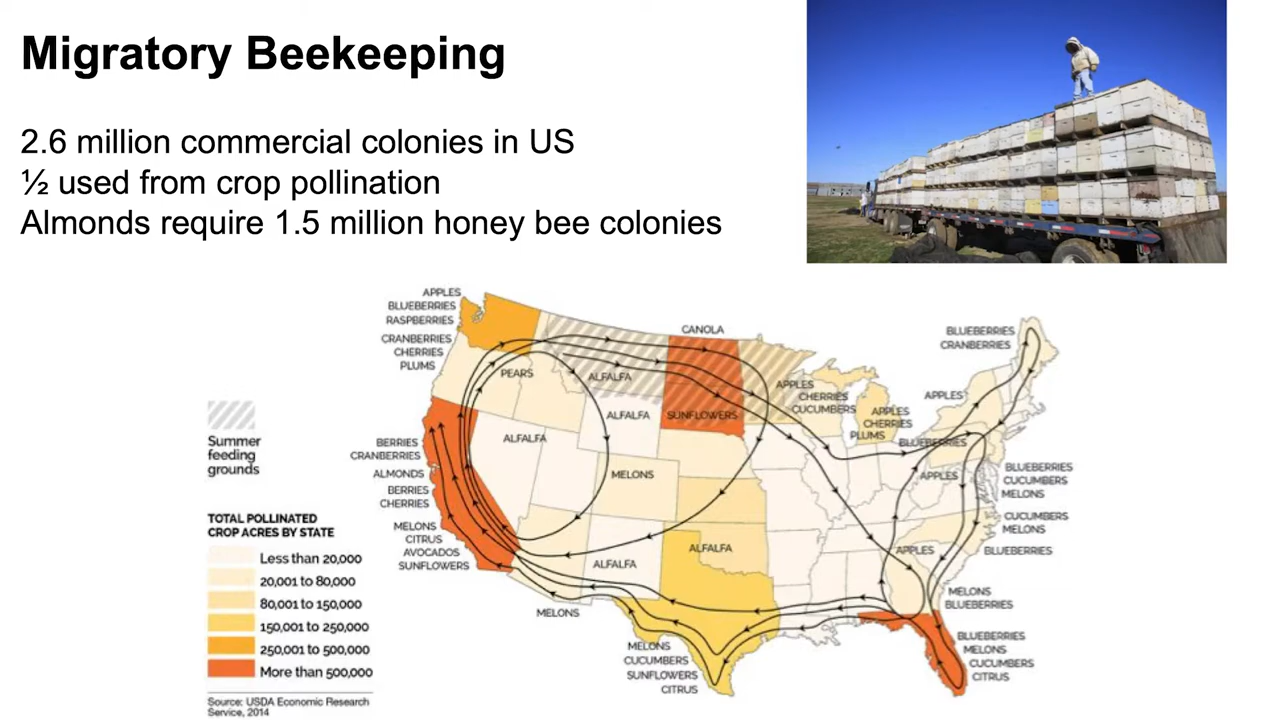 Migratory Beekeeping
2.6 million commercial colonies in US
½ used from crop pollination
Almonds require 1.5 million honey bee colonies
APPLES
BLUEBERRIES
RASPBERRIES
CRANBERRIES
CHERRIES
PLUMS
PEARS
ALFALFA
CANOLA
SUNFLOWERS
ALFALFA
ALFALFA
MELONS
ALFALFA
ALFALFA
APPLES
CHERRIES
CUCUMBERS
APPLES
CHERRIES
PLUMS
BLUEBERRIES
CRANBERRIES
APPLES
BLUEBERRIES
APPLES
BLUEBERRIES
CUCUMBERS
MELONS
CUCUMBERS
MELONS
BLUEBERRIES
APPLES
MELONS
BLUEBERRIES
BLUEBERRIES
MELONS
CUCUMBERS
CITRUS
BERRIES
CRANBERRIES
ALMONDS
BERRIES
CHERRIES
MELONS
CITRUS
AVOCADOS
SUNFLOWERS
MELONS
MELONS
CUCUMBERS
SUNFLOWERS
CITRUS
Summer
feeding
grounds
TOTAL POLLINATED
CROP ACRES BY STATE
Less than 20,000
20,001 to 80,000
80,001 to 150,000
150,001 to 250,000
250,001 to 500,000
More than 500,000
Source: USDA Economic Research
Service, 2014